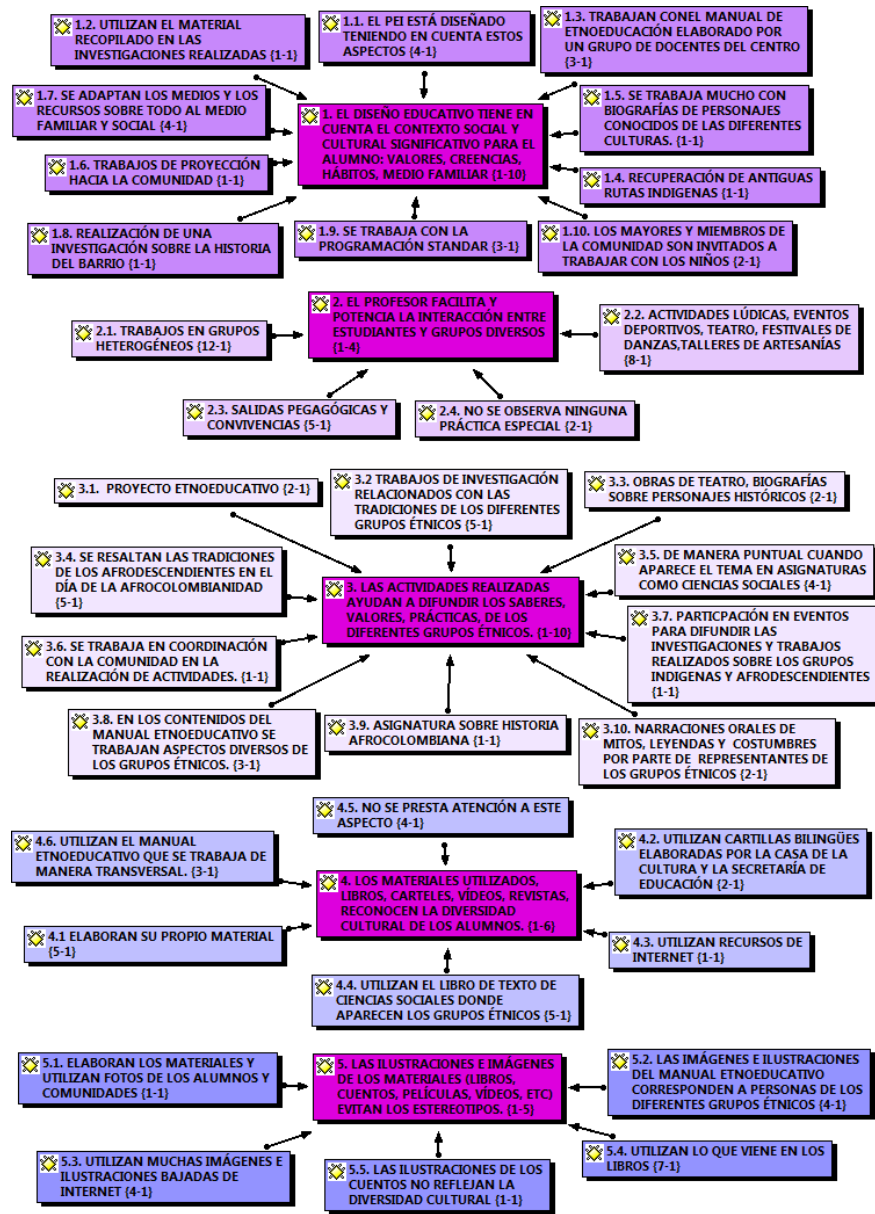 1.2. UTILIZAN EL MATERIAL
RECOPILADO EN LAS
INVESTIGACIONES REALIZADAS {1-1}
1.1. EL PEI ESTÁ DISEÑADO
TENIENDO EN CUENTA ESTOS
ASPECTOS {4-1}
1.3. TRABAJAN CONEL MANUAL DE
ETNOEDUCACIÓN ELABORADO POR
UN GRUPO DE DOCENTES DEL CENTRO
{3-1}
1.7. SE ADAPTAN LOS MEDIOS Y LOS
RECURSOS SOBRE TODO AL MEDIO
FAMILIAR Y SOCIAL {4-1}
1. EL DISEÑO EDUCATIVO TIENE EN
CUENTA EL CONTEXTO SOCIAL Y
CULTURAL SIGNIFICATIVO PARA EL
ALUMNO: VALORES, CREENCIAS,
HÁBITOS, MEDIO FAMILIAR {1-10}
1.5. SE TRABAJA MUCHO CON
BIOGRAFÍAS DE PERSONAJES
CONOCIDOS DE LAS DIFERENTES
CULTURAS. {1-1}
1.6. TRABAJOS DE PROYECCIÓN
HACIA LA COMUNIDAD {1-1}
1.4. RECUPERACIÓN DE ANTIGUAS
RUTAS INDIGENAS {1-1}
1.8. REALIZACIÓN DE UNA
INVESTIGACIÓN SOBRE LA HISTORIA
DEL BARRIO {1-1}
1.9. SE TRABAJA CON LA
PROGRAMACIÓN STANDAR {3-1}
1.10. LOS MAYORES Y MIEMBROS DE
LA COMUNIDAD SON INVITADOS A
TRABAJAR CON LOS NIÑOS {2-1}
2. EL PROFESOR FACILITA Y
POTENCIA LA INTERACCIÓN ENTRE
ESTUDIANTES Y GRUPOS DIVERSOS
{1-4}
2.1. TRABAJOS EN GRUPOS
HETEROGÉNEOS {12-1}
2.2. ACTIVIDADES LÚDICAS, EVENTOS
DEPORTIVOS, TEATRO, FESTIVALES DE
DANZAS,TALLERES DE ARTESANÍAS
{8-1}
2.3. SALIDAS PEGAGÓGICAS Y
CONVIVENCIAS {5-1}
2.4. NO SE OBSERVA NINGUNA
PRÁCTICA ESPECIAL {2-1}
3.1. PROYECTO ETNOEDUCATIVO {2-1}
3.2 TRABAJOS DE INVESTIGACIÓN
RELACIONADOS CON LAS
TRADICIONES DE LOS DIFERENTES
GRUPOS ÉTNICOS {5-1}
3.3. OBRAS DE TEATRO, BIOGRAFÍAS
SOBRE PERSONAJES HISTÓRICOS {2-1}
3.4. SE RESALTAN LAS TRADICIONES
DE LOS AFRODESCENDIENTES EN EL
DÍA DE LA AFROCOLOMBIANIDAD
{5-1}
3. LAS ACTIVIDADES REALIZADAS
AYUDAN A DIFUNDIR LOS SABERES,
VALORES, PRÁCTICAS, DE LOS
DIFERENTES GRUPOS ÉTNICOS. {1-10}
3.5. DE MANERA PUNTUAL CUANDO
APARECE EL TEMA EN ASIGNATURAS
COMO CIENCIAS SOCIALES {4-1}
3.6. SE TRABAJA EN COORDINACIÓN
CON LA COMUNIDAD EN LA
REALIZACIÓN DE ACTIVIDADES. {1-1}
3.7. PARTICPACIÓN EN EVENTOS
PARA DIFUNDIR LAS
INVESTIGACIONES Y TRABAJOS
REALIZADOS SOBRE LOS GRUPOS
INDIGENAS Y AFRODESCENDIENTES
{1-1}
3.8. EN LOS CONTENIDOS DEL
MANUAL ETNOEDUCATIVO SE
TRABAJAN ASPECTOS DIVERSOS DE
LOS GRUPOS ÉTNICOS. {3-1}
3.9. ASIGNATURA SOBRE HISTORIA
AFROCOLOMBIANA {1-1}
3.10. NARRACIONES ORALES DE
MITOS, LEYENDAS Y COSTUMBRES
POR PARTE DE REPRESENTANTES DE
LOS GRUPOS ÉTNICOS {2-1}
4.5. NO SE PRESTA ATENCIÓN A ESTE
ASPECTO {4-1}
4.6. UTILIZAN EL MANUAL
ETNOEDUCATIVO QUE SE TRABAJA DE
MANERA TRANSVERSAL. {3-1}
4. LOS MATERIALES UTILIZADOS,
LIBROS, CARTELES, VÍDEOS, REVISTAS,
RECONOCEN LA DIVERSIDAD
CULTURAL DE LOS ALUMNOS. {1-6}
4.2. UTILIZAN CARTILLAS BILINGÜES
ELABORADAS POR LA CASA DE LA
CULTURA Y LA SECRETARÍA DE
EDUCACIÓN {2-1}
4.1 ELABORAN SU PROPIO MATERIAL
{5-1}
4.3. UTILIZAN RECURSOS DE
INTERNET {1-1}
4.4. UTILIZAN EL LIBRO DE TEXTO DE
CIENCIAS SOCIALES DONDE
APARECEN LOS GRUPOS ÉTNICOS {5-1}
5.1. ELABORAN LOS MATERIALES Y
UTILIZAN FOTOS DE LOS ALUMNOS Y
COMUNIDADES {1-1}
5. LAS ILUSTRACIONES E IMÁGENES
DE LOS MATERIALES (LIBROS,
CUENTOS, PELÍCULAS, VÍDEOS, ETC)
EVITAN LOS ESTEREOTIPOS. {1-5}
5.2. LAS IMÁGENES E ILUSTRACIONES
DEL MANUAL ETNOEDUCATIVO
CORRESPONDEN A PERSONAS DE LOS
DIFERENTES GRUPOS ÉTNICOS {4-1}
5.3. UTILIZAN MUCHAS IMÁGENES E
ILUSTRACIONES BAJADAS DE
INTERNET {4-1}
5.5. LAS ILUSTRACIONES DE LOS
CUENTOS NO REFLEJAN LA
DIVERSIDAD CULTURAL {1-1}
5.4. UTILIZAN LO QUE VIENE EN LOS
LIBROS {7-1}